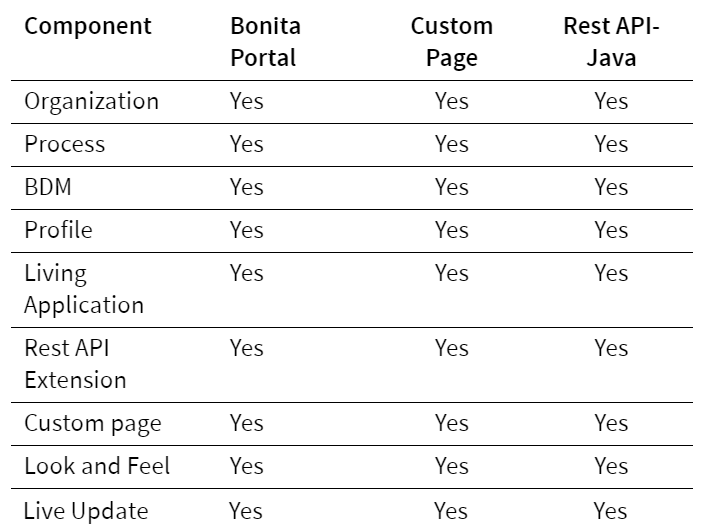 Component Bonita Portal Custom Page Rest API-Java
Organization Yes Yes Yes
Process Yes Yes Yes
BDM Yes Yes Yes
Profile Yes Yes Yes
Living Application Yes Yes Yes
Rest API Extension Yes Yes Yes
Custom page Yes Yes Yes
Look and Feel Yes Yes Yes
Live Update Yes Yes Yes